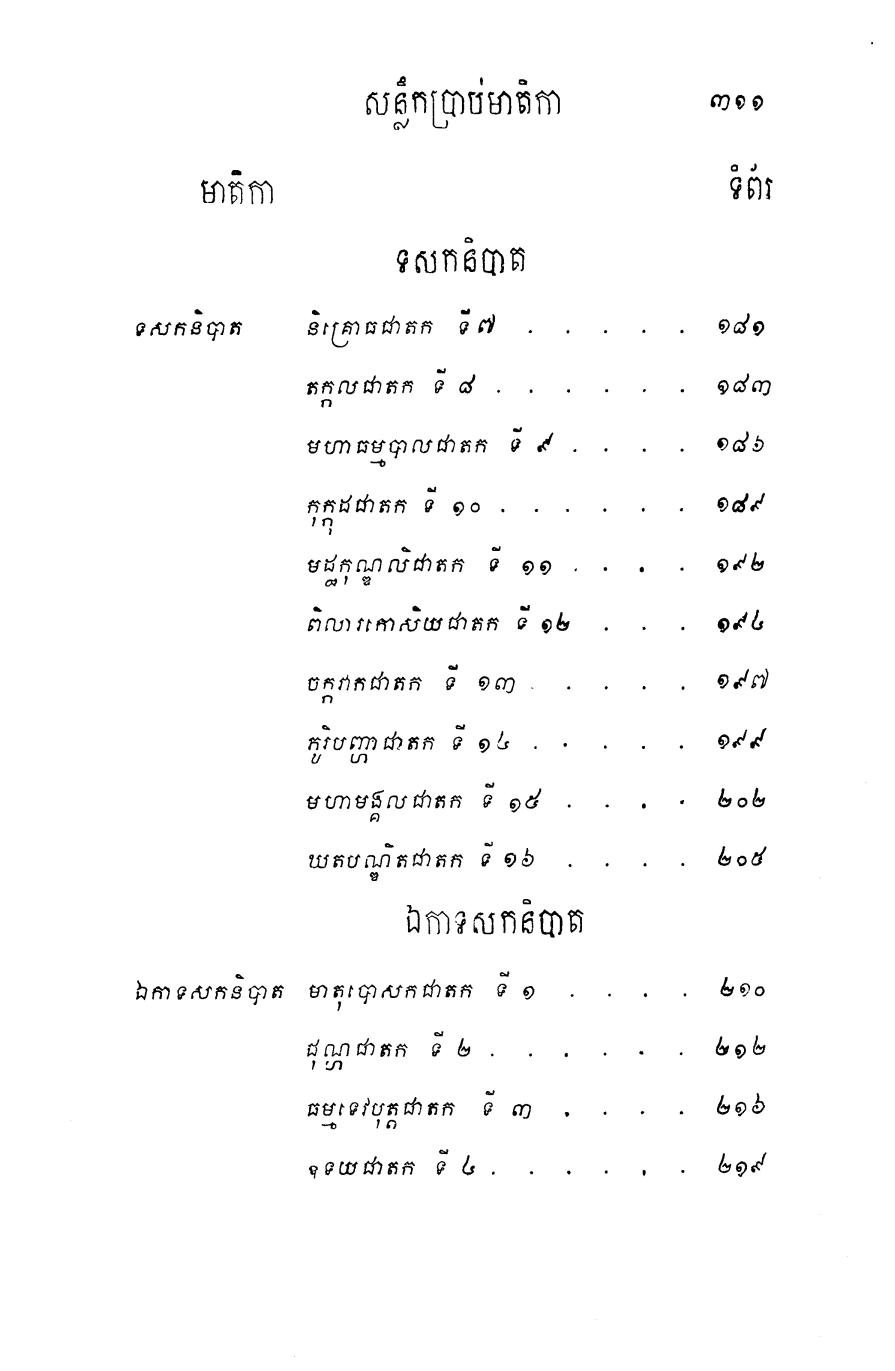 សន្លឹកប្រាប់មាតិកា ៣១១
មាតិកា ទំព័រ
ទសកនិបាត
ទសកនិបាត និគ្រោធជាតក ទី ៧ . . . . . ១៨១
តក្កលជាតក ទី ៨ . . . . . . ១៨៣
មហាធម្មបាលជាតក ទី ៩ . . . . ១៨៦
កុក្កុដជាតក ទី ១០ . . . . . . ១៨៩
មដ្ឋកុណ្ឌលិជាតក ទី ១១ . . . . ១៩២
ពិលារកោសិយជាតក ទី ១២ . . . ១៩៤
ចក្កវាកជាតក ទី ១៣ . . . . . ១៩៧
ភូរិបញ្ហាជាតក ទី ១៤ . . . . . ១៩៩
មហាមង្គលជាតក ទី ១៥ . . . . ២០២
ឃតបណ្ឌិតជាតក ទី ១៦ . . . . ២០៥
ឯកាទសកនិបាត
ឯកាទសកនិបាត មាតុបោសកជាតក ទី ១ . . . . ២១០
ជុណ្ហជាតក ទី ២ . . . . . . ២១២
ធម្មទេវបុត្តជាតក ទី ៣ . . . . ២១៦
ឧទយជាតក ទី ៤ . . . . . . ២១៩